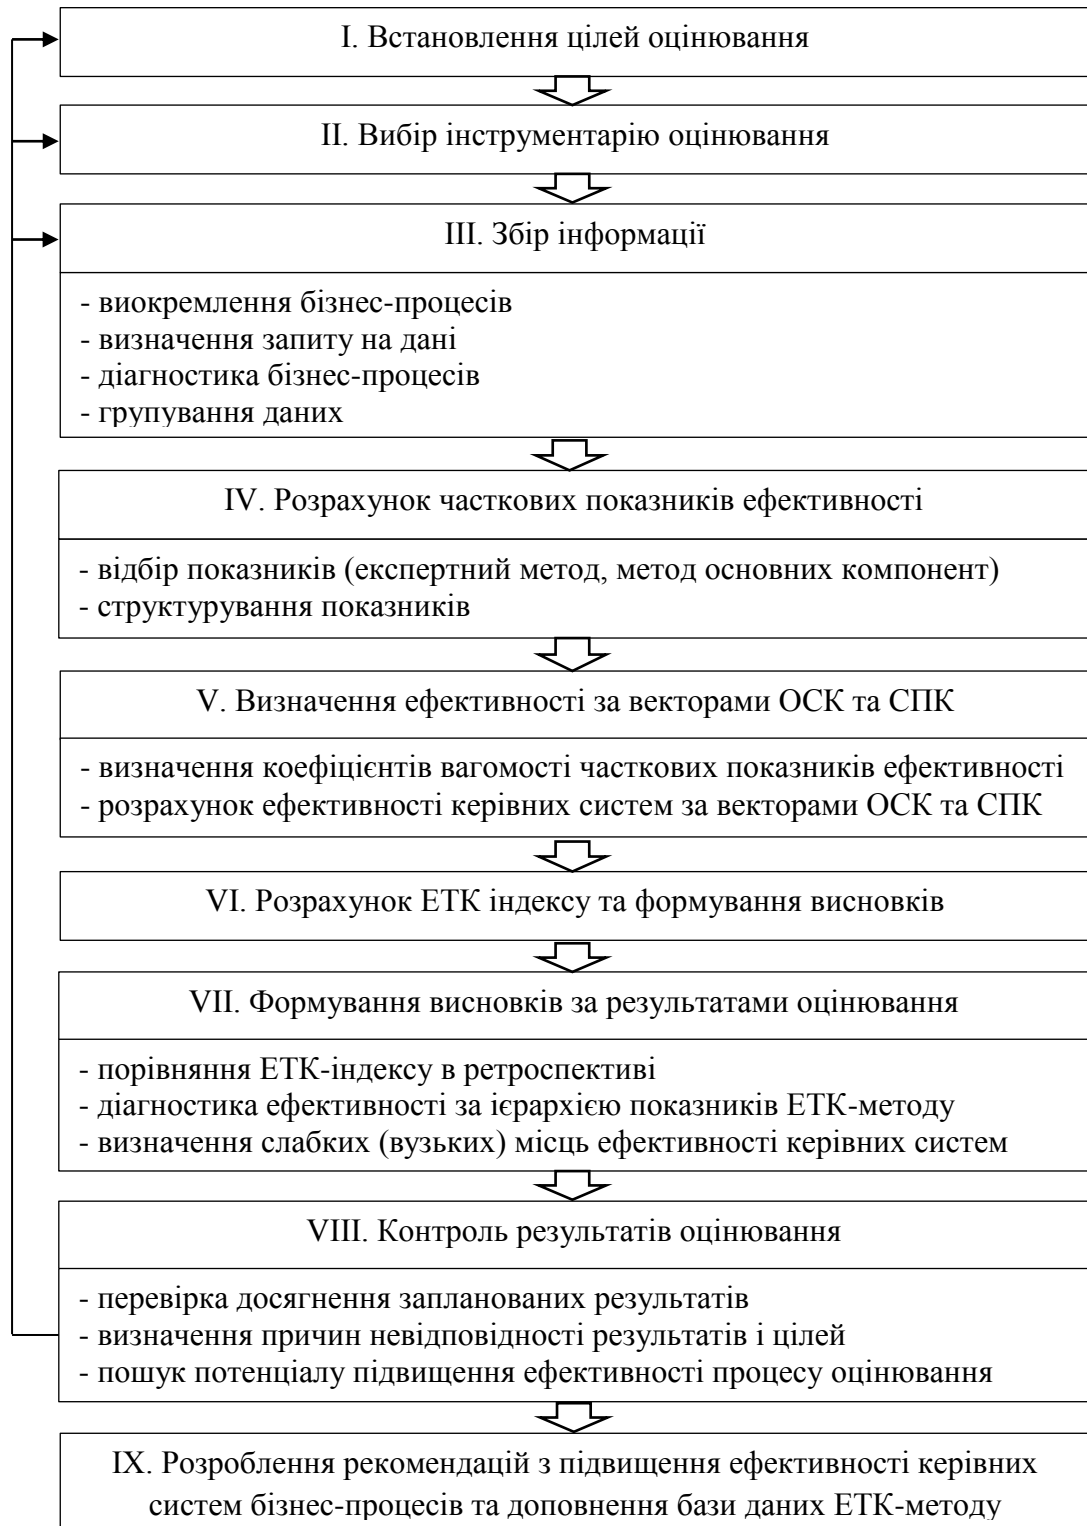 I. Встановлення цілей оцінювання
II. Вибір інструментарію оцінювання
III. Збір інформації
- виокремлення бізнес-процесів
- визначення запиту на дані
- діагностика бізнес-процесів
- групування даних
IV. Розрахунок часткових показників ефективності
- відбір показників (експертний метод, метод основних компонент)
- структурування показників
V. Визначення ефективності за векторами ОСК та СПК
- визначення коефіцієнтів вагомості часткових показників ефективності
- розрахунок ефективності керівних систем за векторами ОСК та СПК
VI. Розрахунок ЕТК індексу та формування висновків
VII. Формування висновків за результатами оцінювання
- порівняння ЕТК-індексу в ретроспективі
- діагностика ефективності за ієрархією показників ЕТК-методу
- визначення слабких (вузьких) місць ефективності керівних систем
VIII. Контроль результатів оцінювання
- перевірка досягнення запланованих результатів
- визначення причин невідповідності результатів і цілей
- пошук потенціалу підвищення ефективності процесу оцінювання
IX. Розроблення рекомендацій з підвищення ефективності керівних
систем бізнес-процесів та доповнення бази даних ЕТК-методу